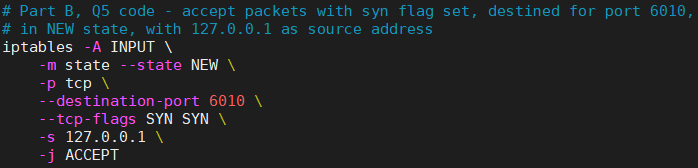 # Part B, Q5 code - accept packets with syn flag set, destined for port 6010,
# in NEW state, with 127.0.0.1 as source address
iptables -A INPUT \
    -m state --state NEW \
    -p tcp \
    --destination-port 6010 \
    --tcp-flags SYN SYN \
    -s 127.0.0.1 \
    -j ACCEPT